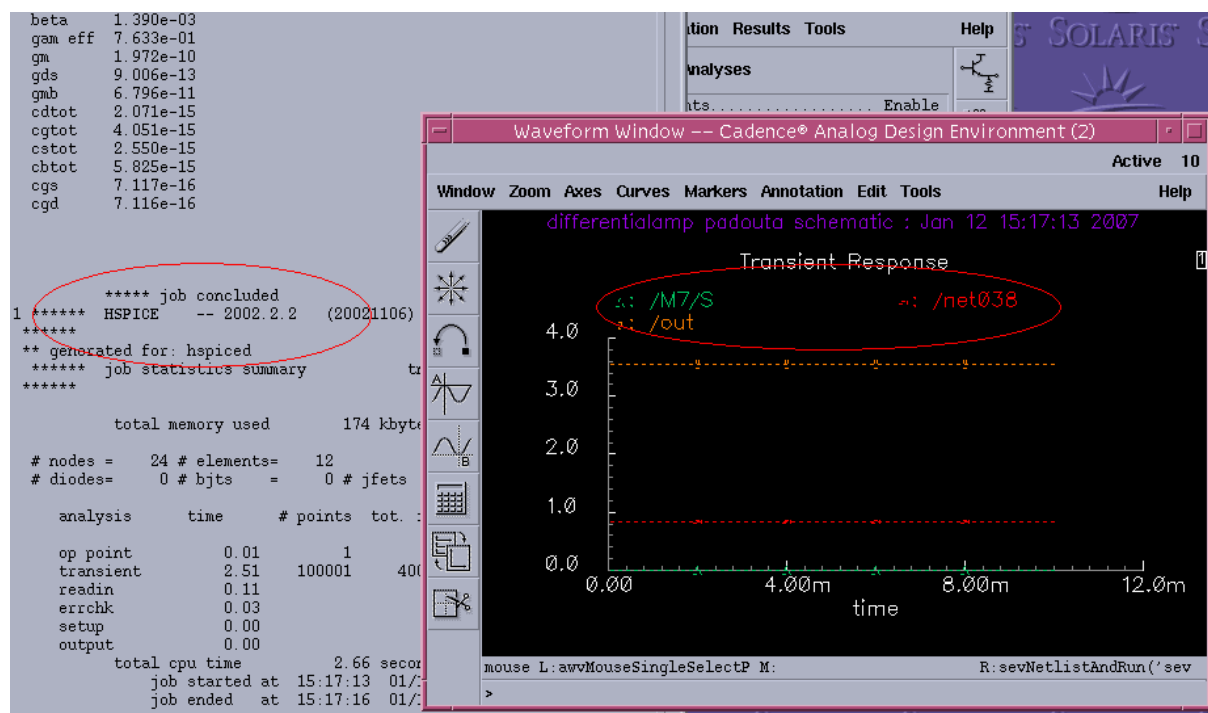 beta 1.390e-03
gam eff 7.633e-01
gm 1.972e-10
gds 9.006e-13
gmb 6.796e-11
cdtot 2.071e-15
cgtot 4.051e-15
cstot 2.550e-15
cbtot 5.825e-15
cgs 7.117e-16
cgd 7.116e-16
***** job concluded
1 ****** HSPICE -- 2002.2.2 (20021106)
******
** generated for: hspiced
****** job statistics summary
******
total memory used 174
# nodes = 24 # elements= 12
# diodes= 0 # bjts = 0 # jfets
analysis time # points tot.
op point 0.01 1
transient 2.51 100001
readin 0.11
errchk 0.03
setup 0.00
output 0.00
total cpu time 2.66
job started at 15:17:13
job ended at 15:17:16
Results Tools Help
SOLARIS
Enable
Waveform Window -- Cadence® Analog Design Environment (2)
Active 10
Window Zoom Axes Curves Markers Annotation Edit Tools Help
differentialamp padouta schematic : Jan 12 15:17:13 2007
Transient Response
1
/M7/S
/net038
/out
4.0
3.0
2.0
1.0
0.0
0.00 4.00m 8.00m 12.0m
time
A
B
mouse L:awvMouseSingleSelectP M: R:sevNetlistAndRun('sev
>